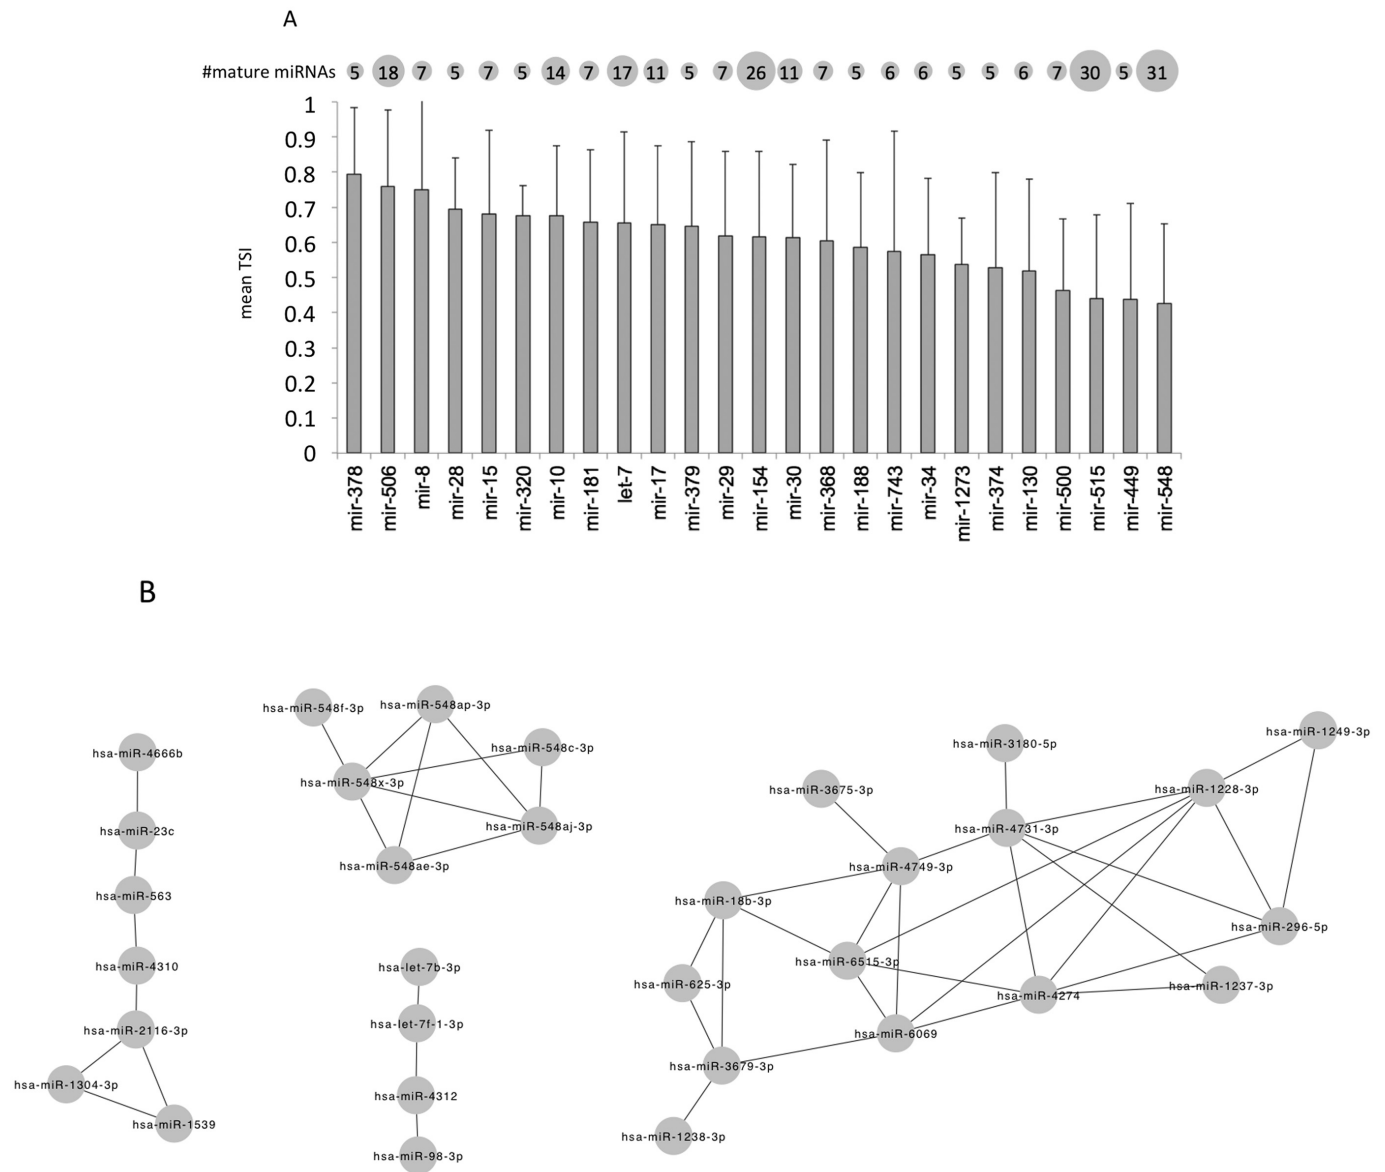 A
#mature miRNAs 5 18 7 5 7 5 14 7 17 11 5 7 26 11 7 5 6 6 5 5 6 7 30 5 31
1
0.9
0.8
0.7
0.6
0.5
0.4
0.3
0.2
0.1
0
mean TSI
mir-378 mir-506 mir-8 mir-28 mir-15 mir-320 mir-10 mir-181 let-7 mir-17 mir-379 mir-29 mir-154 mir-30 mir-368 mir-188 mir-743 mir-34 mir-1273 mir-374 mir-130 mir-500 mir-515 mir-449 mir-548
B
hsa-miR-4666b
hsa-miR-23c
hsa-miR-563
hsa-miR-4310
hsa-miR-2116-3p
hsa-miR-1304-3p
hsa-miR-1539
hsa-miR-548f-3p
hsa-miR-548ap-3p
hsa-miR-548c-3p
hsa-miR-548x-3p
hsa-miR-548aj-3p
hsa-miR-548ae-3p
hsa-let-7b-3p
hsa-let-7f-1-3p
hsa-miR-4312
hsa-miR-98-3p
hsa-miR-1249-3p
hsa-miR-3180-5p
hsa-miR-3675-3p
hsa-miR-1228-3p
hsa-miR-4731-3p
hsa-miR-4749-3p
hsa-miR-18b-3p
hsa-miR-296-5p
hsa-miR-6515-3p
hsa-miR-625-3p
hsa-miR-1237-3p
hsa-miR-4274
hsa-miR-6069
hsa-miR-3679-3p
hsa-miR-1238-3p